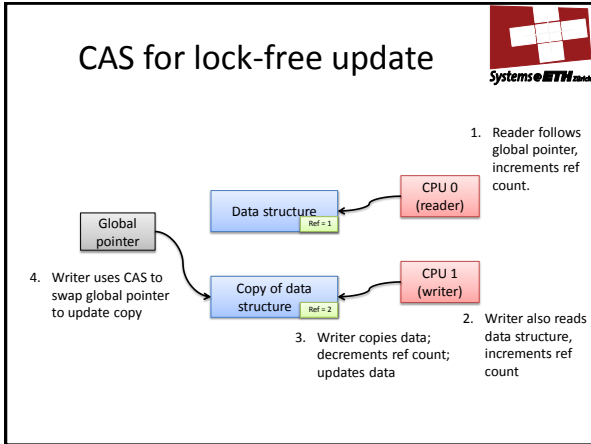 CAS for lock-free update
Systems@ETH Zürich
1. Reader follows
global pointer,
increments ref
count.
CPU 0
(reader)
Data structure
Ref = 1
Global
pointer
4. Writer uses CAS to
swap global pointer
to update copy
Copy of data
structure
Ref = 2
CPU 1
(writer)
2. Writer also reads
data structure,
increments ref
count
3. Writer copies data;
decrements ref count;
updates data